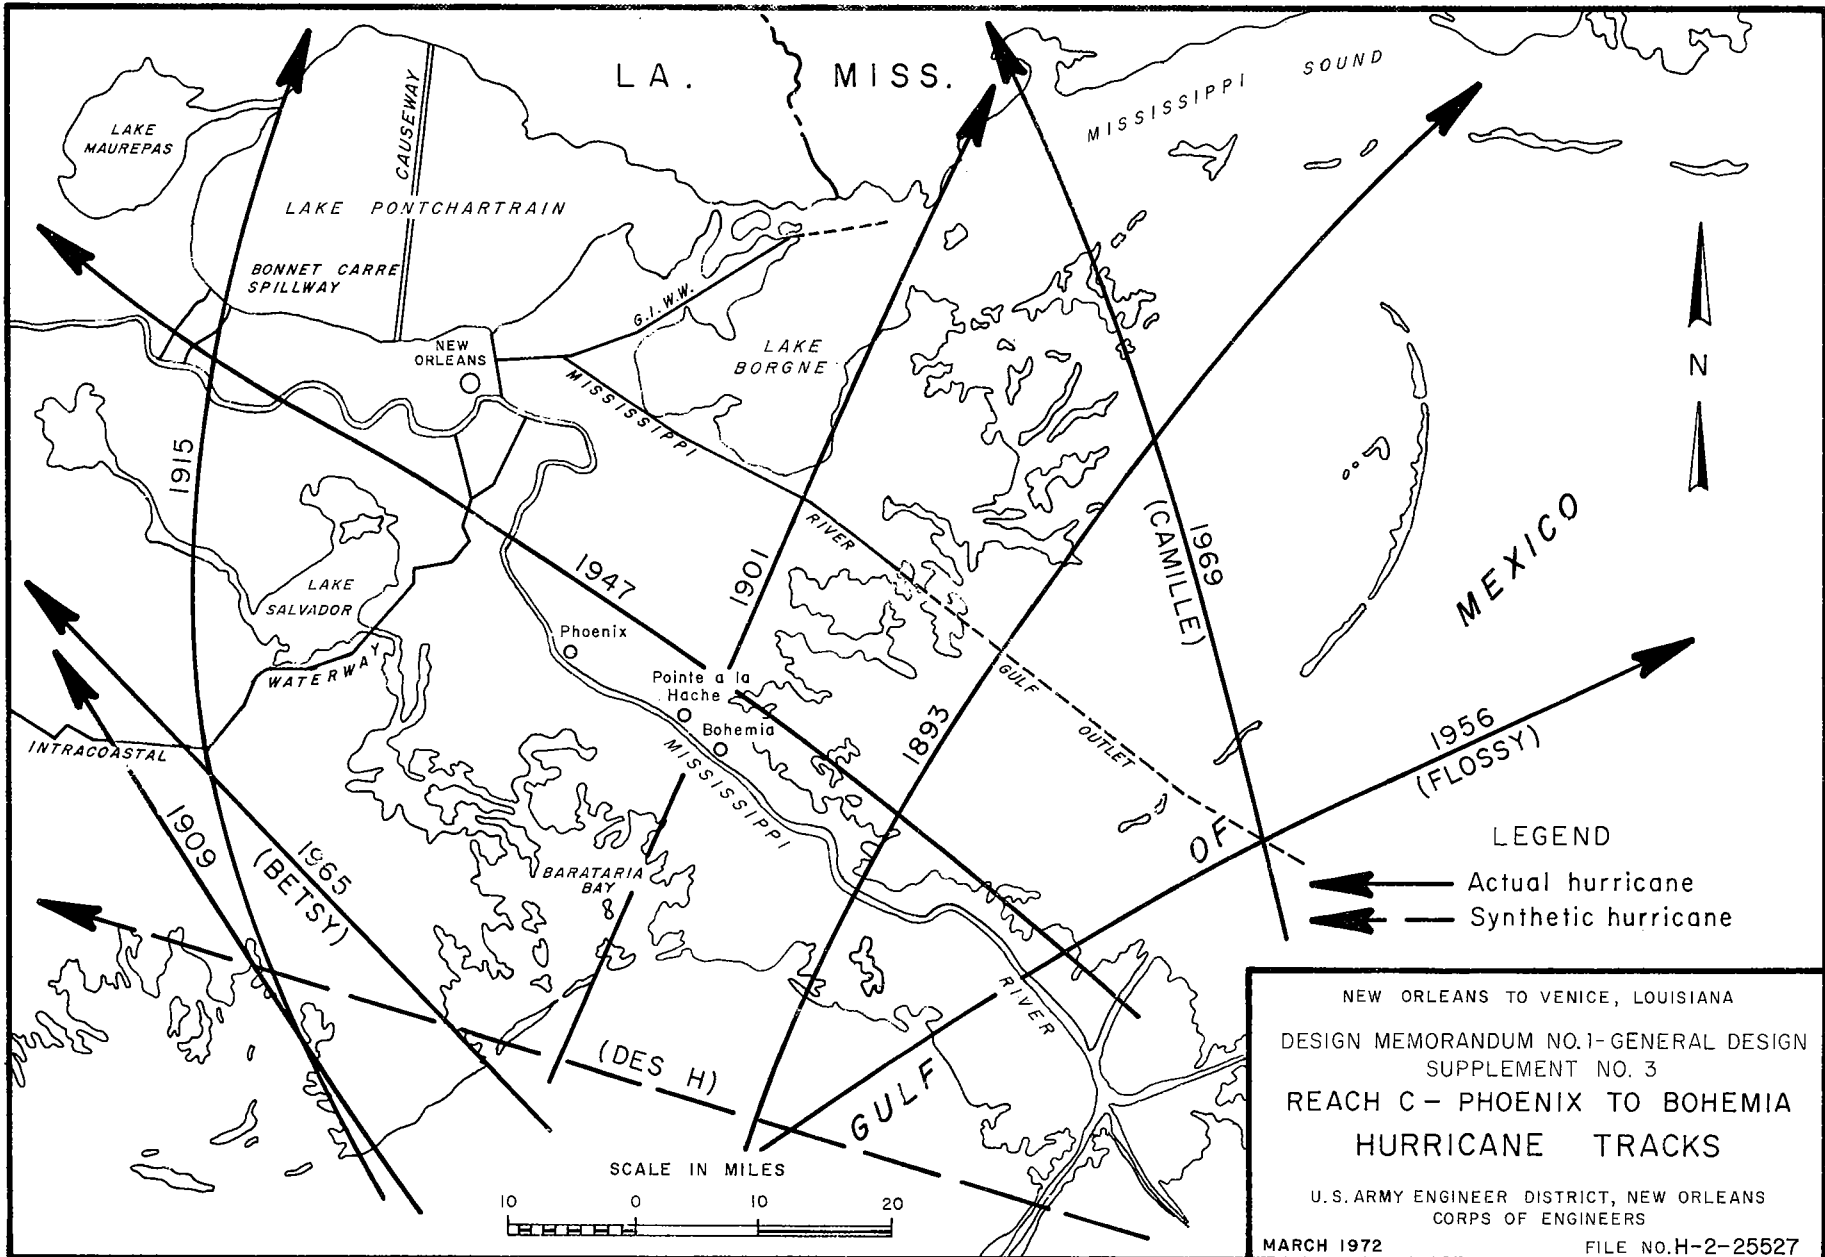 LA.
MISS.
MISSISSIPPI SOUND
LAKE
MAUREPAS
CAUSEWAY
LAKE PONTCHARTRAIN
BONNET CARRE
SPILLWAY
G.I.W.W.
NEW
ORLEANS
LAKE
BORGNE
MISSISSIPPI
RIVER
GULF
OUTLET
N
1915
1947
1901
1893
1969
(CAMILLE)
MEXICO
LAKE
SALVADOR
Phoenix
WATERWAY
Pointe a la
Hache
Bohemia
INTRACOASTAL
MISSISSIPPI
1956
(FLOSSY)
1909
1965
(BETSY)
BARATARIA
BAY
OF
LEGEND
Actual hurricane
Synthetic hurricane
RIVER
(DES H)
GULF
SCALE IN MILES
10 0 10 20
NEW ORLEANS TO VENICE, LOUISIANA
DESIGN MEMORANDUM NO.1-GENERAL DESIGN
SUPPLEMENT NO. 3
REACH C - PHOENIX TO BOHEMIA
HURRICANE TRACKS
U.S. ARMY ENGINEER DISTRICT, NEW ORLEANS
CORPS OF ENGINEERS
MARCH 1972 FILE NO. H-2-25527